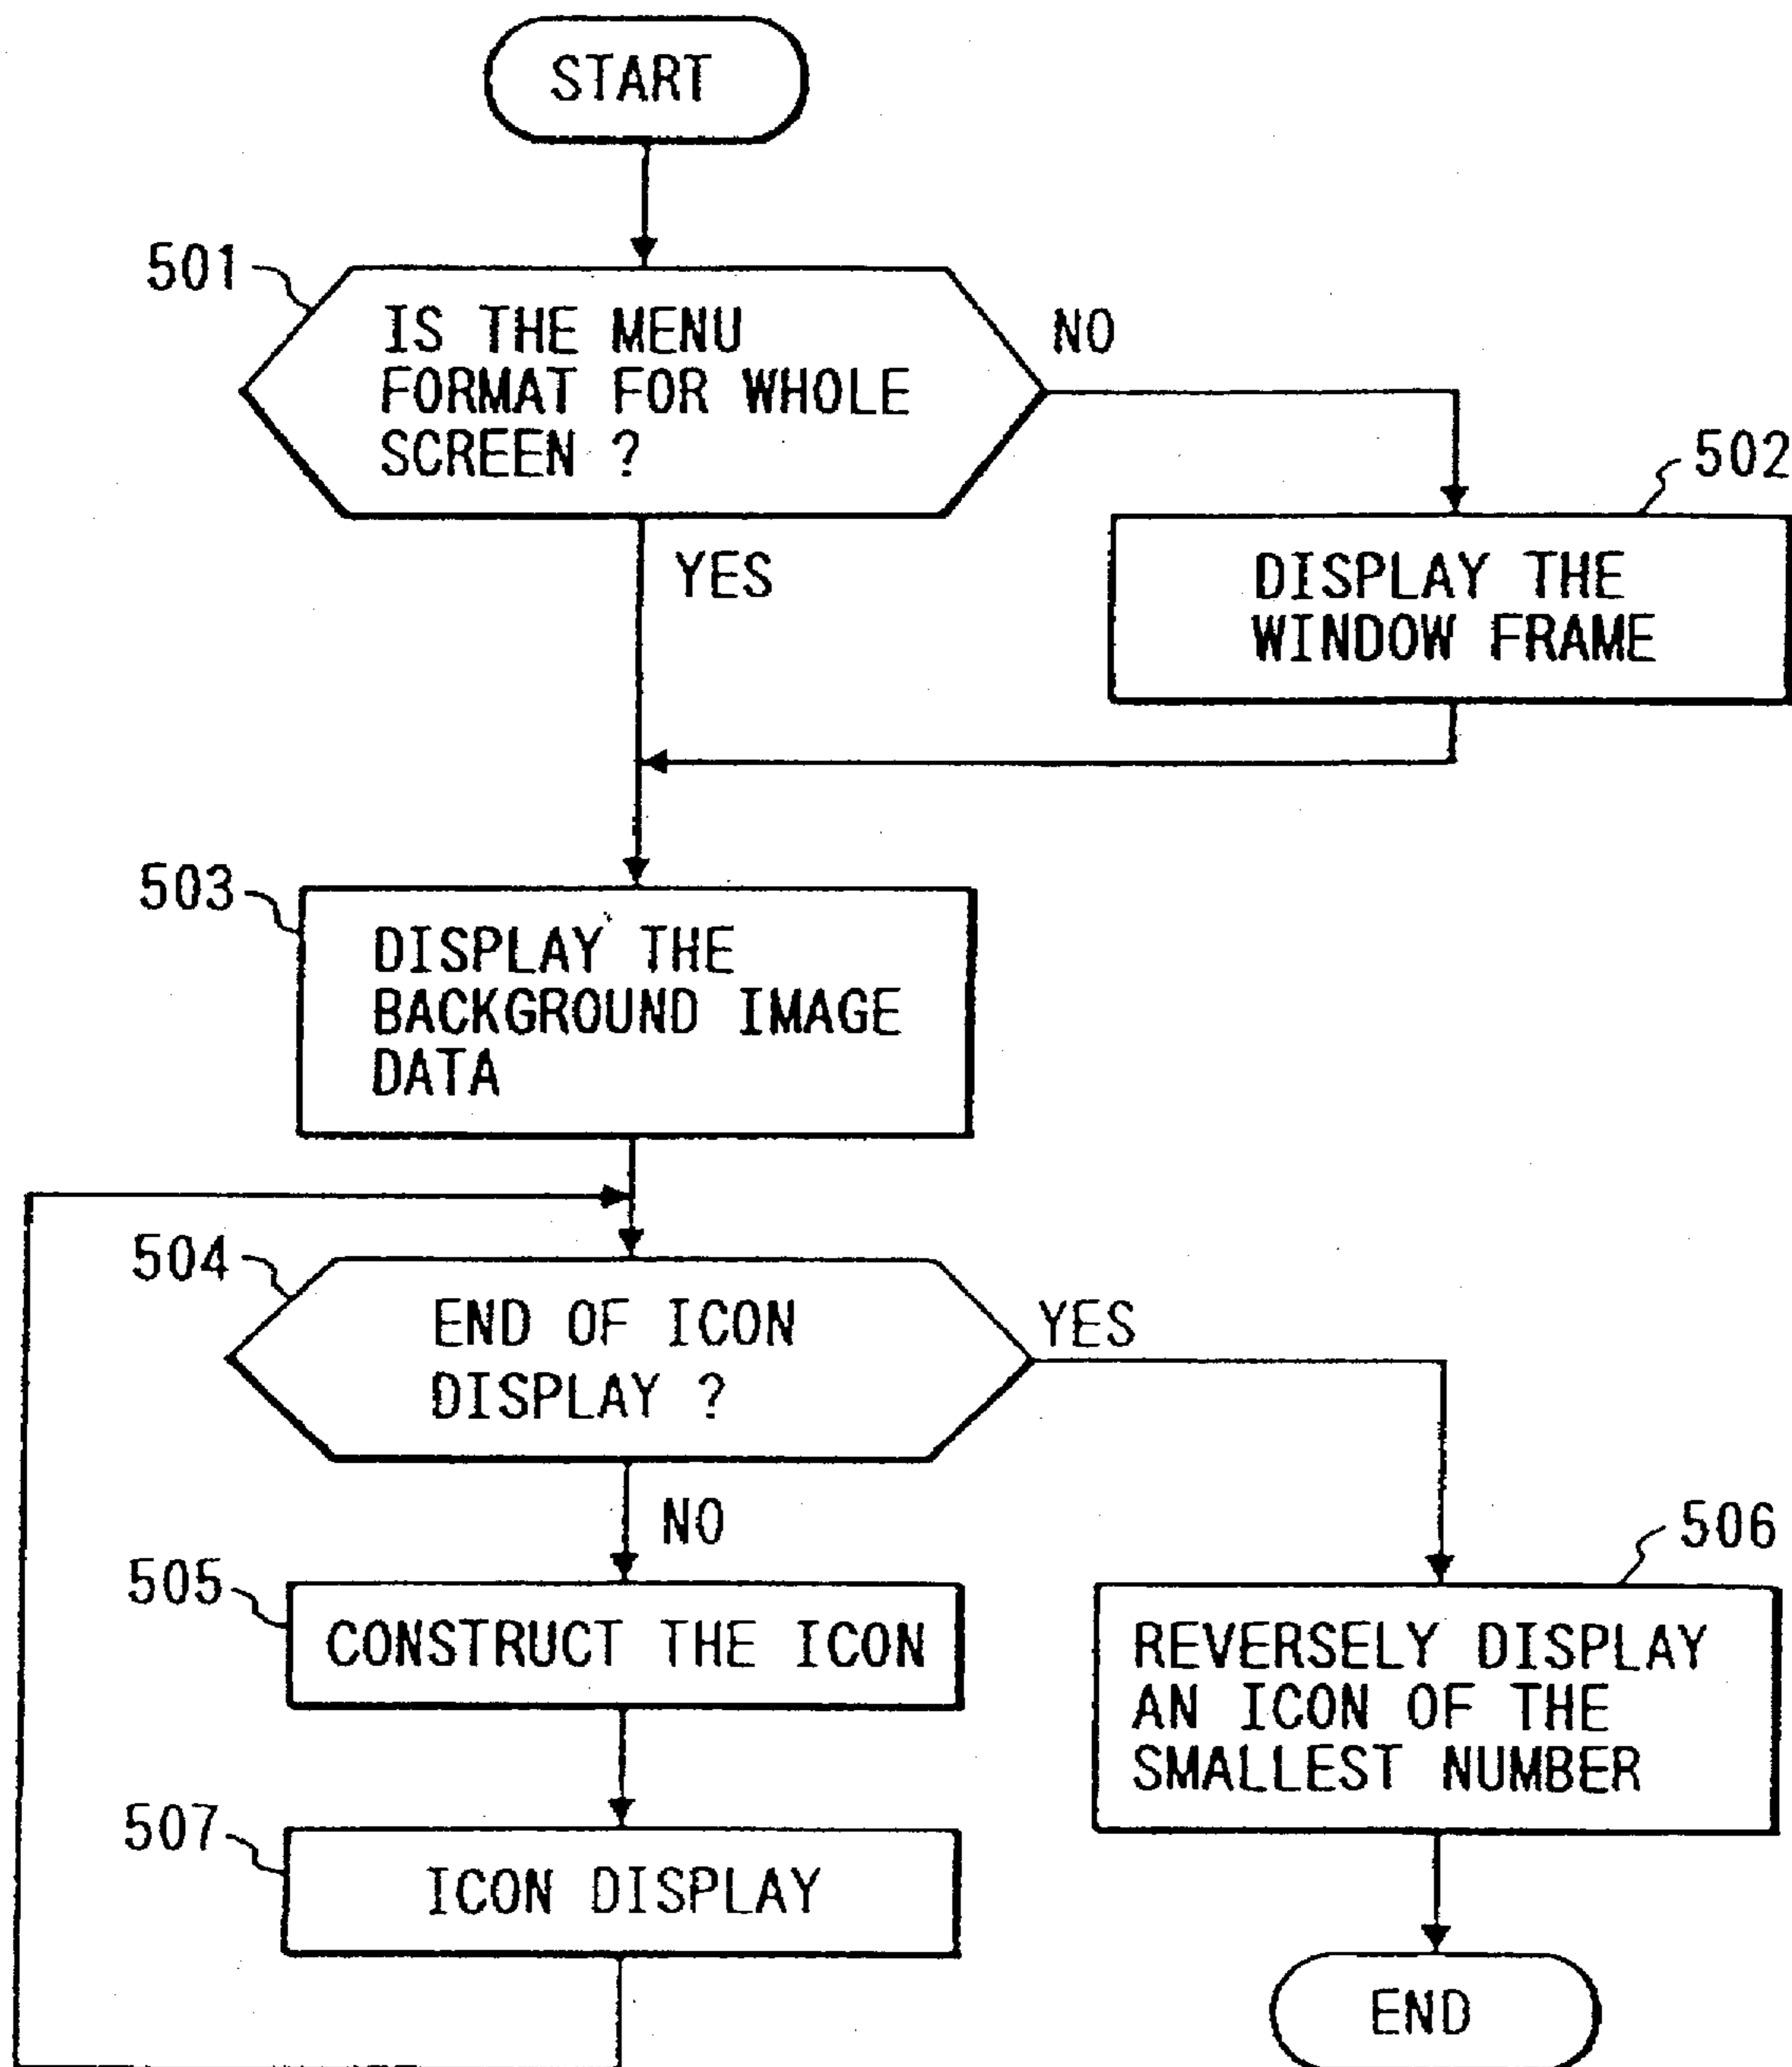 START
501
IS THE MENU
FORMAT FOR WHOLE
SCREEN ?
NO
502
YES
DISPLAY THE
WINDOW FRAME
503
DISPLAY THE
BACKGROUND IMAGE
DATA
504
END OF ICON
DISPLAY ?
YES
NO
505
CONSTRUCT THE ICON
506
REVERSELY DISPLAY
AN ICON OF THE
SMALLEST NUMBER
507
ICON DISPLAY
END